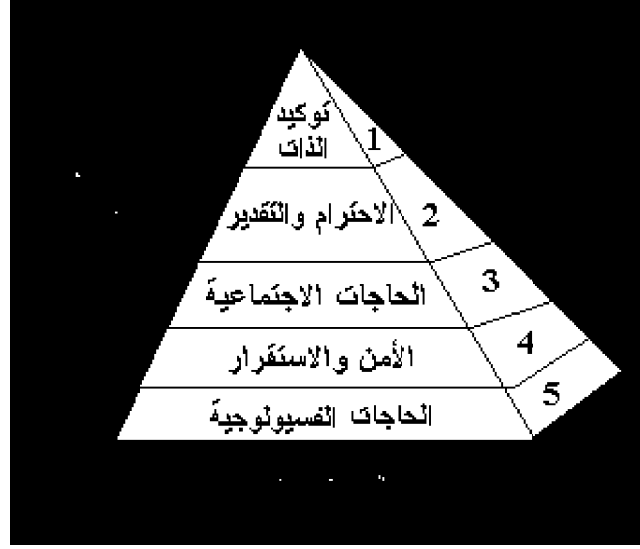 توكيد
الذات
1
الاحترام والتقدير
2
الحاجات الاجتماعية
3
الأمن والاستقرار
4
الحاجات الفسيولوجية
5